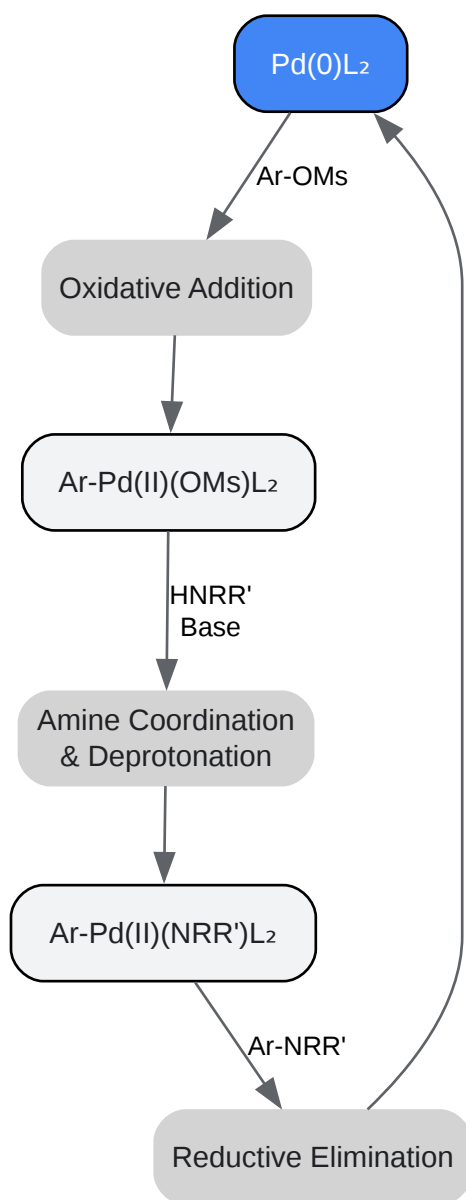 Pd(0)L₂
Ar-OMs
Oxidative Addition
Ar-Pd(II)(OMs)L₂
HNRR'
Base
Amine Coordination
& Deprotonation
Ar-Pd(II)(NRR')L₂
Ar-NRR'
Reductive Elimination